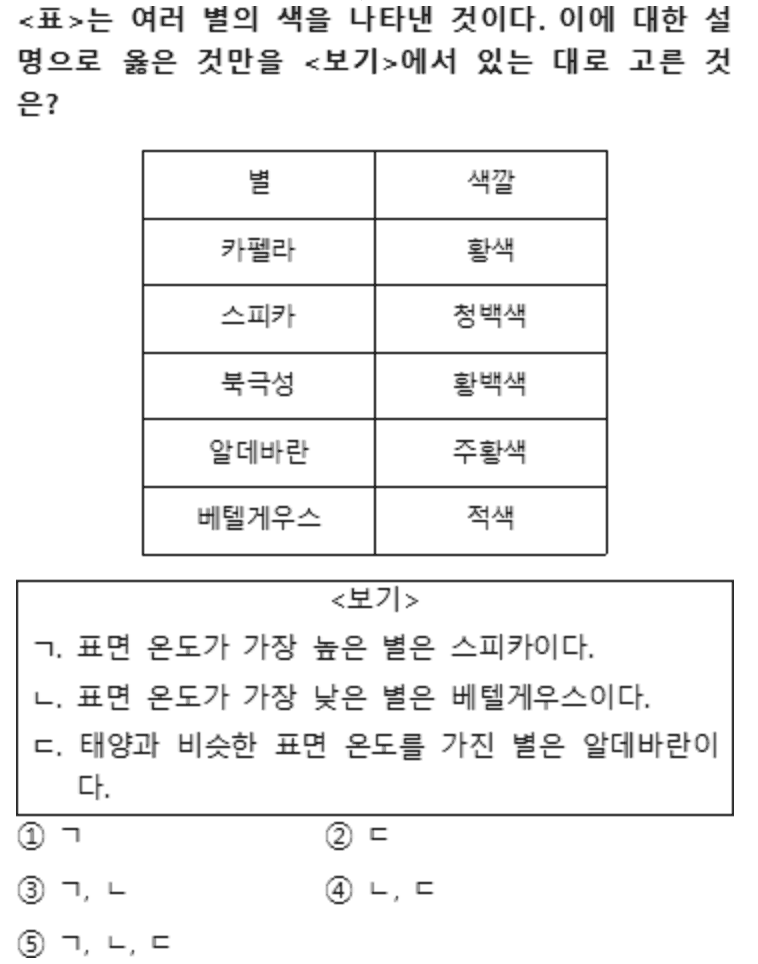 <표>는 여러 별의 색을 나타낸 것이다. 이에 대한 설
명으로 옳은 것만을 <보기>에서 있는 대로 고른 것
은?
별 색깔
카펠라 황색
스피카 청백색
북극성 황백색
알데바란 주황색
베텔게우스 적색
<보기>
ㄱ. 표면 온도가 가장 높은 별은 스피카이다.
ㄴ. 표면 온도가 가장 낮은 별은 베텔게우스이다.
ㄷ. 태양과 비슷한 표면 온도를 가진 별은 알데바란이
다.
① ㄱ ② ㄷ
③ ㄱ, ㄴ ④ ㄴ, ㄷ
⑤ ㄱ, ㄴ, ㄷ